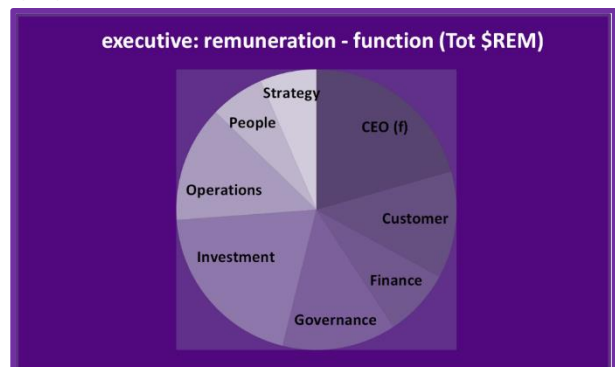 executive: remuneration - function (Tot $REM)
Strategy
CEO (f)
People
Operations
Customer
Investment
Finance
Governance